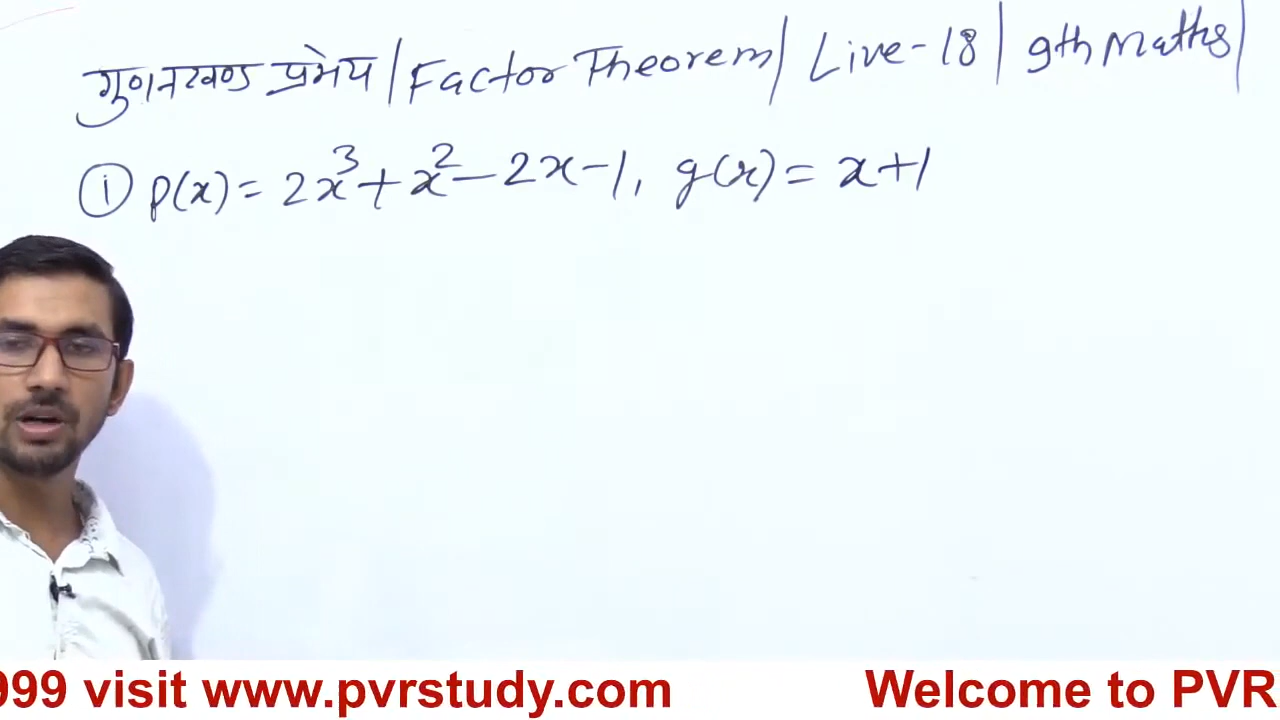 गुणनखण्ड प्रमेय | Factor Theorem | Live-18 | 9th Maths |
① p(x) = 2x³ + x² - 2x - 1, g(x) = x + 1
999 visit www.pvrstudy.com Welcome to PVR